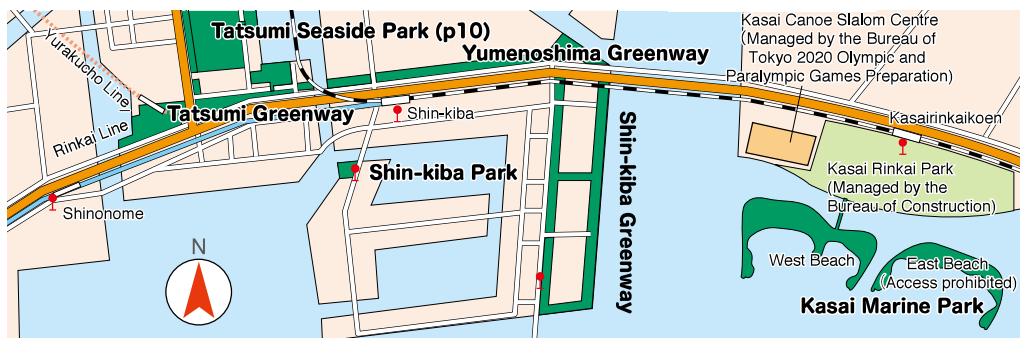 Tatsumi Seaside Park (p10)
Yumenoshima Greenway
Kasai Canoe Slalom Centre
(Managed by the Bureau of
Tokyo 2020 Olympic and
Paralympic Games Preparation)
Yurakucho Line
Rinkai Line
Tatsumi Greenway
Shin-kiba
Kasairinkaikoen
Shin-kiba Park
Shin-kiba Greenway
Kasai Rinkai Park
(Managed by the
Bureau of Construction)
Shinonome
N
West Beach
East Beach
(Access prohibited)
Kasai Marine Park